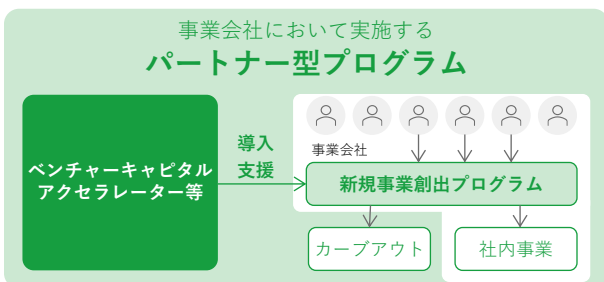 事業会社において実施する
パートナー型プログラム
ベンチャーキャピタル
アクセラレーター等
導入
支援
事業会社
新規事業創出プログラム
カーブアウト
社内事業